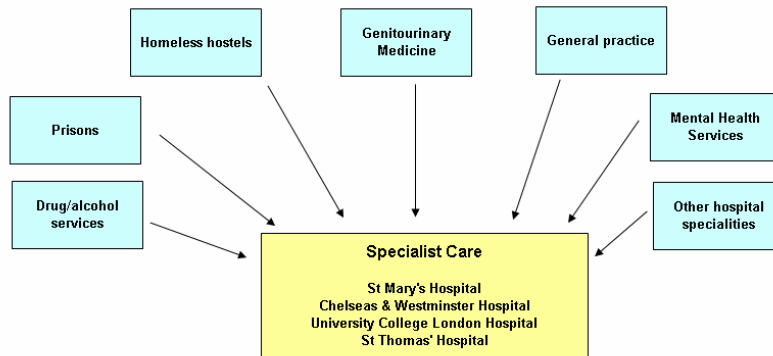 Homeless hostels
Genitourinary
Medicine
General practice
Prisons
Mental Health
Services
Drug/alcohol
services
Other hospital
specialities
Specialist Care
St Mary's Hospital
Chelseas & Westminster Hospital
University College London Hospital
St Thomas' Hospital